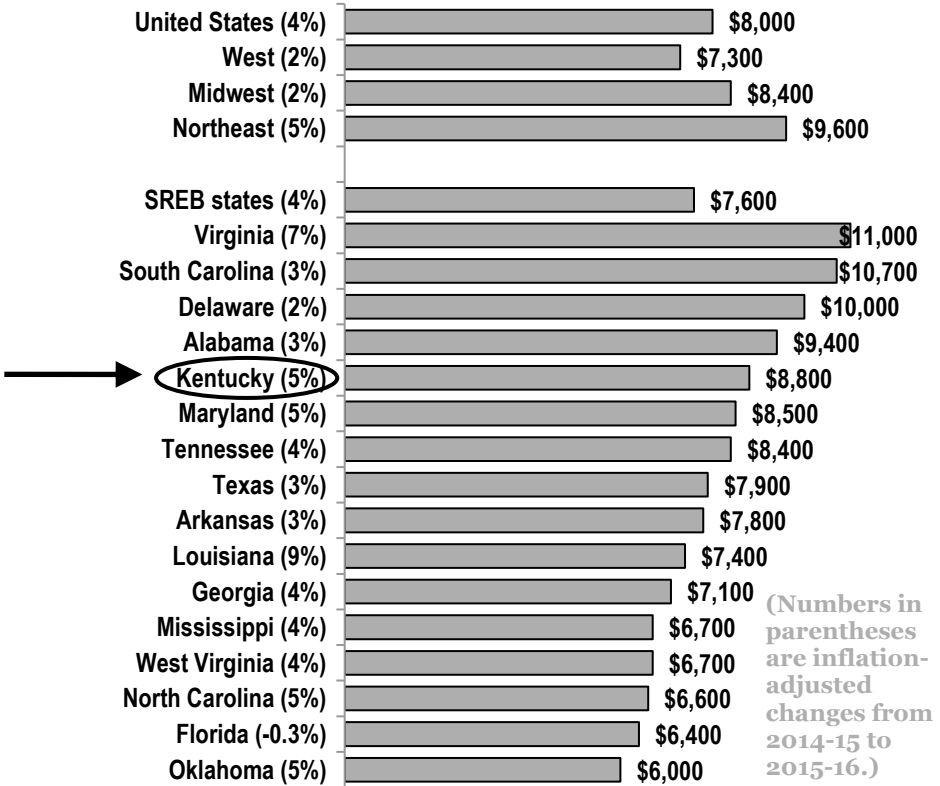 United States (4%) $8,000
West (2%) $7,300
Midwest (2%) $8,400
Northeast (5%) $9,600
SREB states (4%) $7,600
Virginia (7%) $11,000
South Carolina (3%) $10,700
Delaware (2%) $10,000
Alabama (3%) $9,400
Kentucky (5%) $8,800
Maryland (5%) $8,500
Tennessee (4%) $8,400
Texas (3%) $7,900
Arkansas (3%) $7,800
Louisiana (9%) $7,400
Georgia (4%) $7,100
Mississippi (4%) $6,700
West Virginia (4%) $6,700
North Carolina (5%) $6,600
Florida (-0.3%) $6,400
Oklahoma (5%) $6,000
(Numbers in
parentheses
are inflation-
adjusted
changes from
2014-15 to
2015-16.)